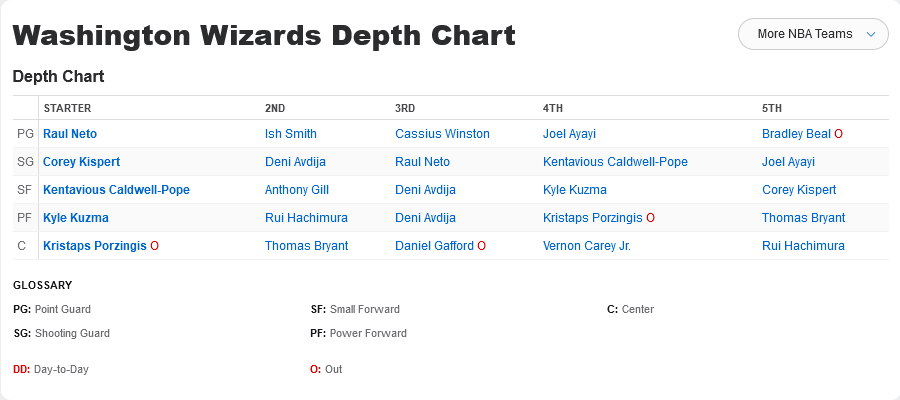 Washington Wizards Depth Chart
More NBA Teams
Depth Chart
STARTER 2ND 3RD 4TH 5TH
PG Raul Neto Ish Smith Cassius Winston Joel Ayayi Bradley Beal O
SG Corey Kispert Deni Avdija Raul Neto Kentavious Caldwell-Pope Joel Ayayi
SF Kentavious Caldwell-Pope Anthony Gill Deni Avdija Kyle Kuzma Corey Kispert
PF Kyle Kuzma Rui Hachimura Deni Avdija Kristaps Porzingis O Thomas Bryant
C Kristaps Porzingis O Thomas Bryant Daniel Gafford O Vernon Carey Jr. Rui Hachimura
GLOSSARY
PG: Point Guard SF: Small Forward C: Center
SG: Shooting Guard PF: Power Forward
DD: Day-to-Day O: Out